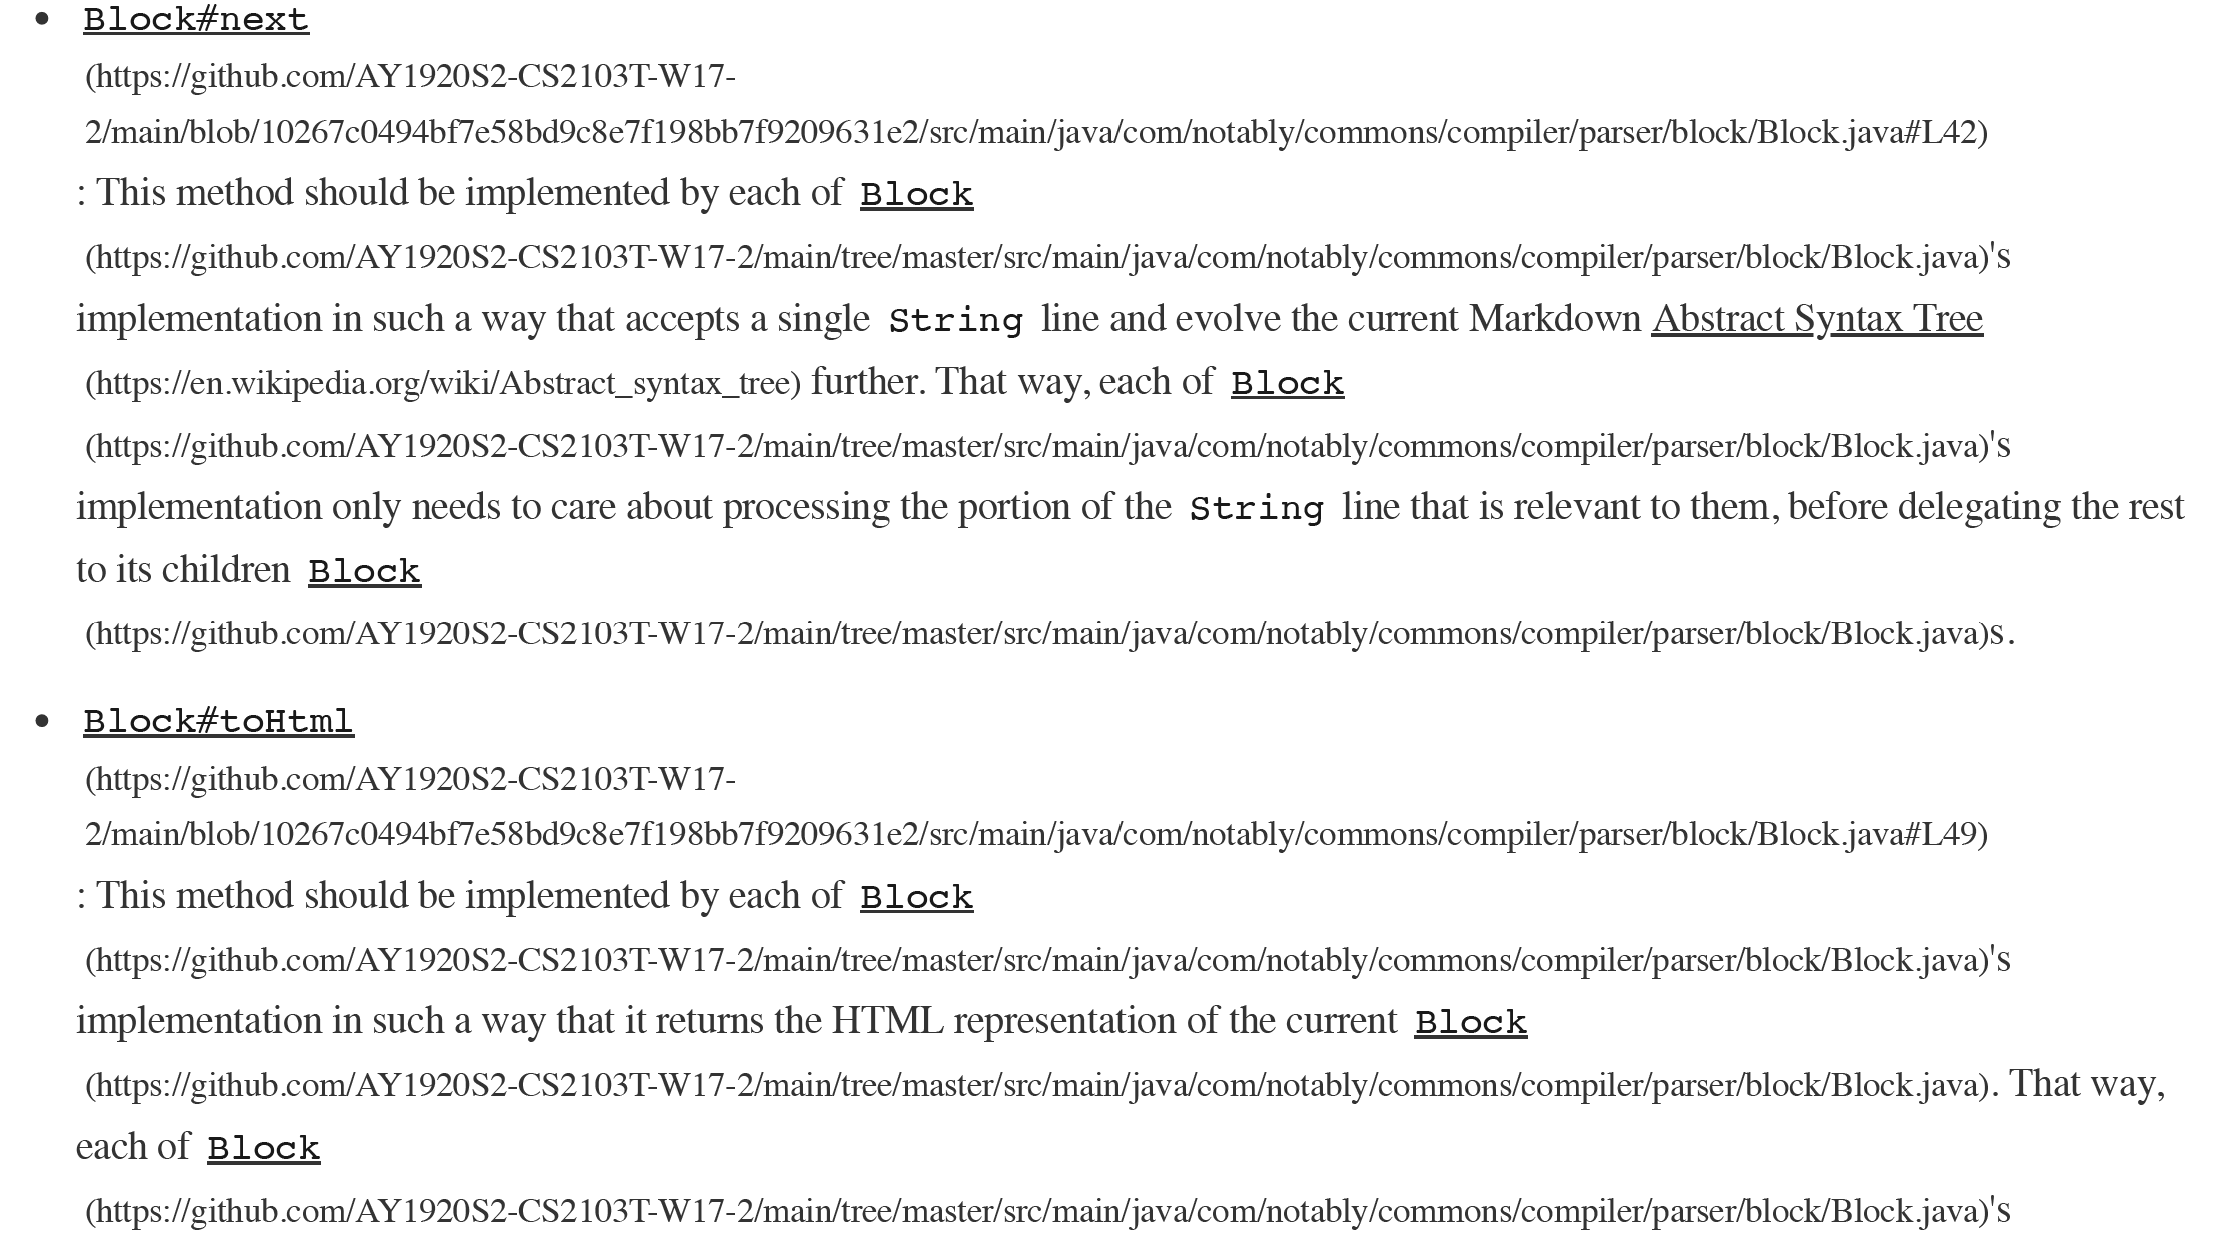 • Block#next
(https://github.com/AY1920S2-CS2103T-W17-
2/main/blob/10267c0494bf7e58bd9c8e7f198bb7f9209631e2/src/main/java/com/notably/commons/compiler/parser/block/Block.java#L42)
: This method should be implemented by each of Block
(https://github.com/AY1920S2-CS2103T-W17-2/main/tree/master/src/main/java/com/notably/commons/compiler/parser/block/Block.java)'s
implementation in such a way that accepts a single String line and evolve the current Markdown Abstract Syntax Tree
(https://en.wikipedia.org/wiki/Abstract_syntax_tree) further. That way, each of Block
(https://github.com/AY1920S2-CS2103T-W17-2/main/tree/master/src/main/java/com/notably/commons/compiler/parser/block/Block.java)'s
implementation only needs to care about processing the portion of the String line that is relevant to them, before delegating the rest
to its children Block
(https://github.com/AY1920S2-CS2103T-W17-2/main/tree/master/src/main/java/com/notably/commons/compiler/parser/block/Block.java)s.
• Block#toHtml
(https://github.com/AY1920S2-CS2103T-W17-
2/main/blob/10267c0494bf7e58bd9c8e7f198bb7f9209631e2/src/main/java/com/notably/commons/compiler/parser/block/Block.java#L49)
: This method should be implemented by each of Block
(https://github.com/AY1920S2-CS2103T-W17-2/main/tree/master/src/main/java/com/notably/commons/compiler/parser/block/Block.java)'s
implementation in such a way that it returns the HTML representation of the current Block
(https://github.com/AY1920S2-CS2103T-W17-2/main/tree/master/src/main/java/com/notably/commons/compiler/parser/block/Block.java). That way,
each of Block
(https://github.com/AY1920S2-CS2103T-W17-2/main/tree/master/src/main/java/com/notably/commons/compiler/parser/block/Block.java)'s